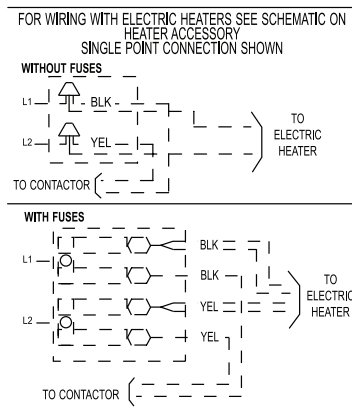 FOR WIRING WITH ELECTRIC HEATERS SEE SCHEMATIC ON
HEATER ACCESSORY
SINGLE POINT CONNECTION SHOWN
WITHOUT FUSES
L1
BLK
L2
YEL
TO
ELECTRIC
HEATER
TO CONTACTOR
WITH FUSES
L1
BLK
BLK
L2
YEL
YEL
TO
ELECTRIC
HEATER
TO CONTACTOR